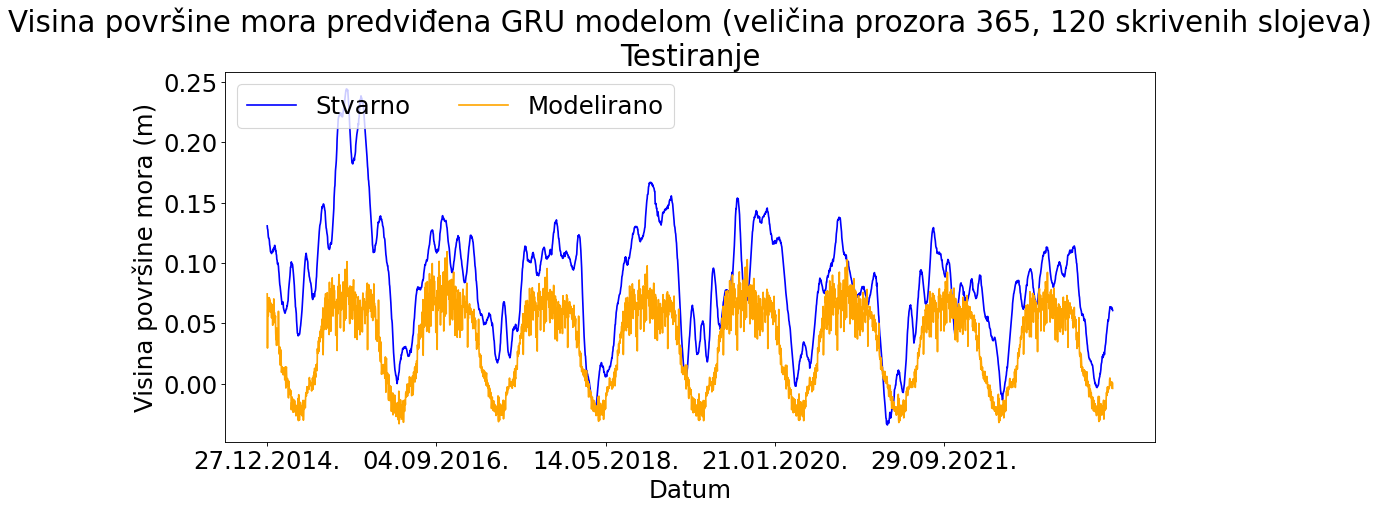 Visina površine mora predviđena GRU modelom (veličina prozora 365, 120 skrivenih slojeva)
Testiranje
Stvarno Modelirano
Visina površine mora (m)
0.25
0.20
0.15
0.10
0.05
0.00
27.12.2014. 04.09.2016. 14.05.2018. 21.01.2020. 29.09.2021.
Datum